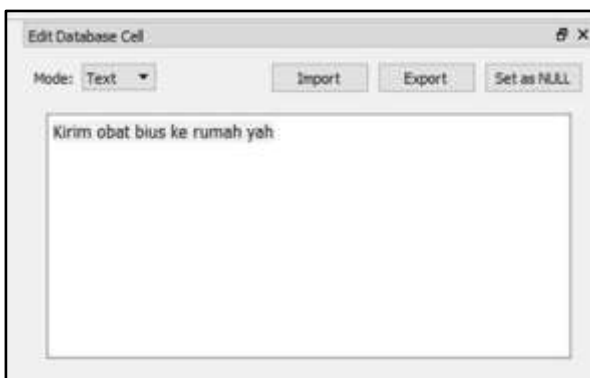 Edit Database Cell
Mode: Text Import Export Set as NULL
Kirim obat bius ke rumah yah